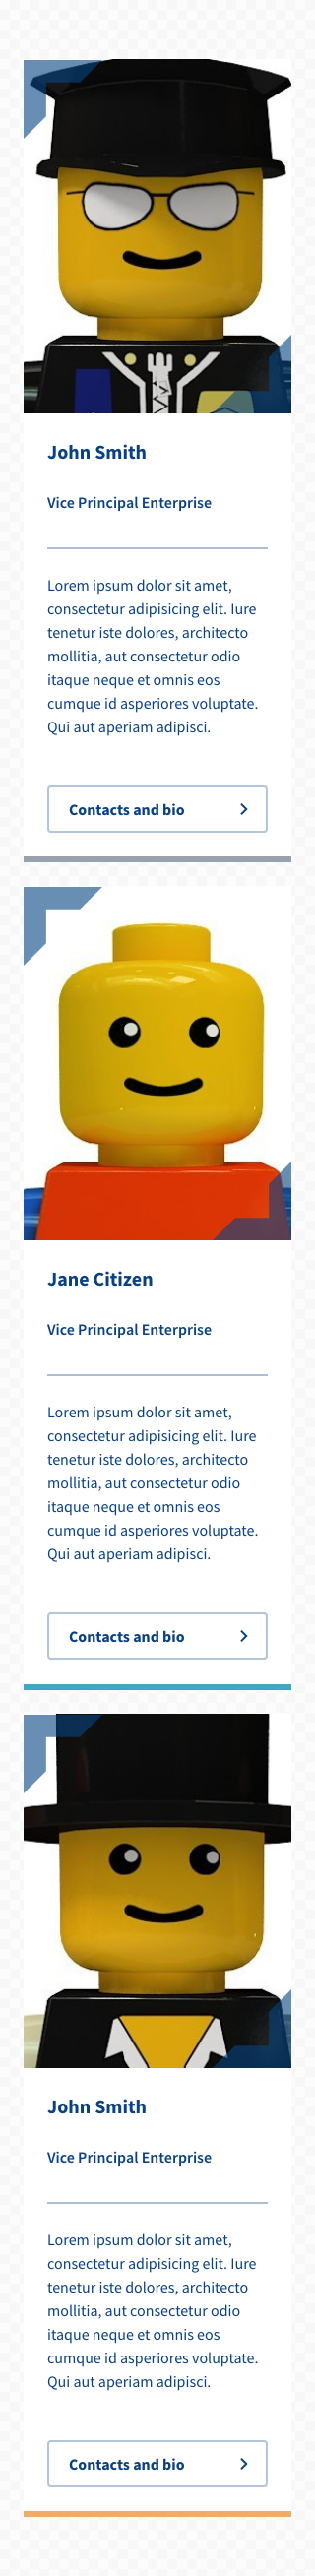 John Smith
Vice Principal Enterprise
Lorem ipsum dolor sit amet,
consectetur adipisicing elit. Iure
tenetur iste dolores, architecto
mollitia, aut consectetur odio
itaque neque et omnis eos
cumque id asperiores voluptate.
Qui aut aperiam adipisci.
Contacts and bio
Jane Citizen
Vice Principal Enterprise
Lorem ipsum dolor sit amet,
consectetur adipisicing elit. Iure
tenetur iste dolores, architecto
mollitia, aut consectetur odio
itaque neque et omnis eos
cumque id asperiores voluptate.
Qui aut aperiam adipisci.
Contacts and bio
John Smith
Vice Principal Enterprise
Lorem ipsum dolor sit amet,
consectetur adipisicing elit. Iure
tenetur iste dolores, architecto
mollitia, aut consectetur odio
itaque neque et omnis eos
cumque id asperiores voluptate.
Qui aut aperiam adipisci.
Contacts and bio